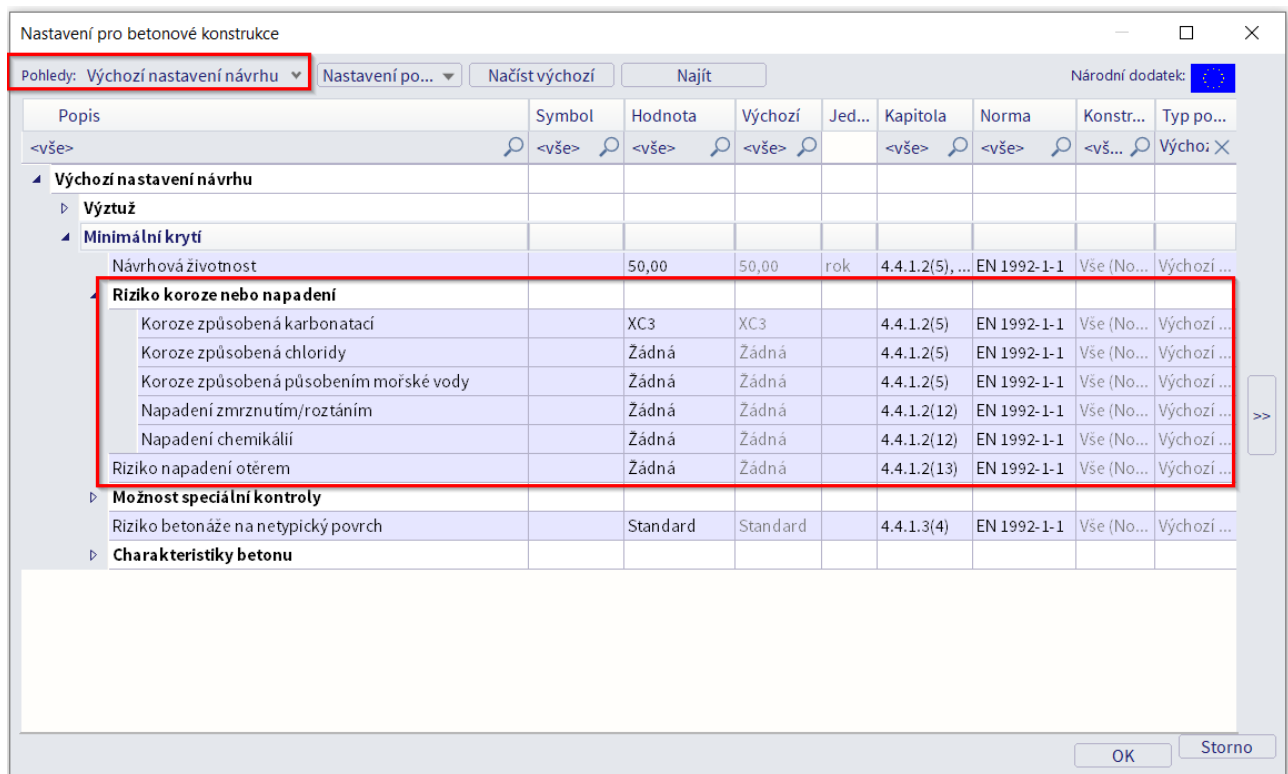 Nastavení pro betonové konstrukce
Pohledy: Výchozí nastavení návrhu Nastavení po... Načíst výchozí Najít Národní dodatek:
Popis Symbol Hodnota Výchozí Jed... Kapitola Norma Konstr... Typ po...
<vše> <vše> <vše> <vše> <vše> <vše> <vš... Výchoz
Výchozí nastavení návrhu
Výztuž
Minimální krytí
Návrhová životnost 50,00 50,00 rok 4.4.1.2(5), ... EN 1992-1-1 Vše (No... Výchozí ...
Riziko koroze nebo napadení
Koroze způsobená karbonatací XC3 XC3 4.4.1.2(5) EN 1992-1-1 Vše (No... Výchozí ...
Koroze způsobená chloridy Žádná Žádná 4.4.1.2(5) EN 1992-1-1 Vše (No... Výchozí ...
Koroze způsobená působením mořské vody Žádná Žádná 4.4.1.2(5) EN 1992-1-1 Vše (No... Výchozí ...
Napadení zmrznutím/roztáním Žádná Žádná 4.4.1.2(12) EN 1992-1-1 Vše (No... Výchozí ...
Napadení chemikálií Žádná Žádná 4.4.1.2(12) EN 1992-1-1 Vše (No... Výchozí ...
Riziko napadení otěrem Žádná Žádná 4.4.1.2(13) EN 1992-1-1 Vše (No... Výchozí ...
Možnost speciální kontroly
Riziko betonáže na netypický povrch Standard Standard 4.4.1.3(4) EN 1992-1-1 Vše (No... Výchozí ...
Charakteristiky betonu
>>
OK Storno